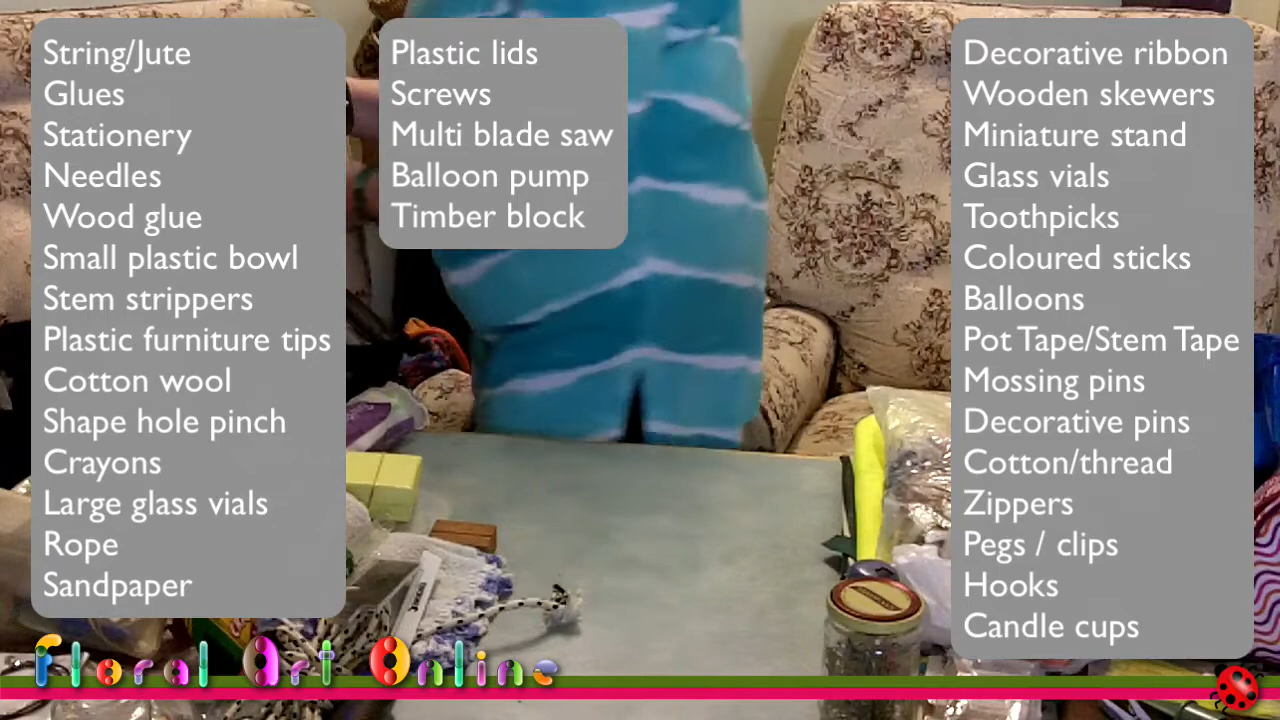 String/Jute
Glues
Stationery
Needles
Wood glue
Small plastic bowl
Stem strippers
Plastic furniture tips
Cotton wool
Shape hole pinch
Crayons
Large glass vials
Rope
Sandpaper
Plastic lids
Screws
Multi blade saw
Balloon pump
Timber block
Decorative ribbon
Wooden skewers
Miniature stand
Glass vials
Toothpicks
Coloured sticks
Balloons
Pot Tape/Stem Tape
Mossing pins
Decorative pins
Cotton/thread
Zippers
Pegs / clips
Hooks
Candle cups
Floral Art Online